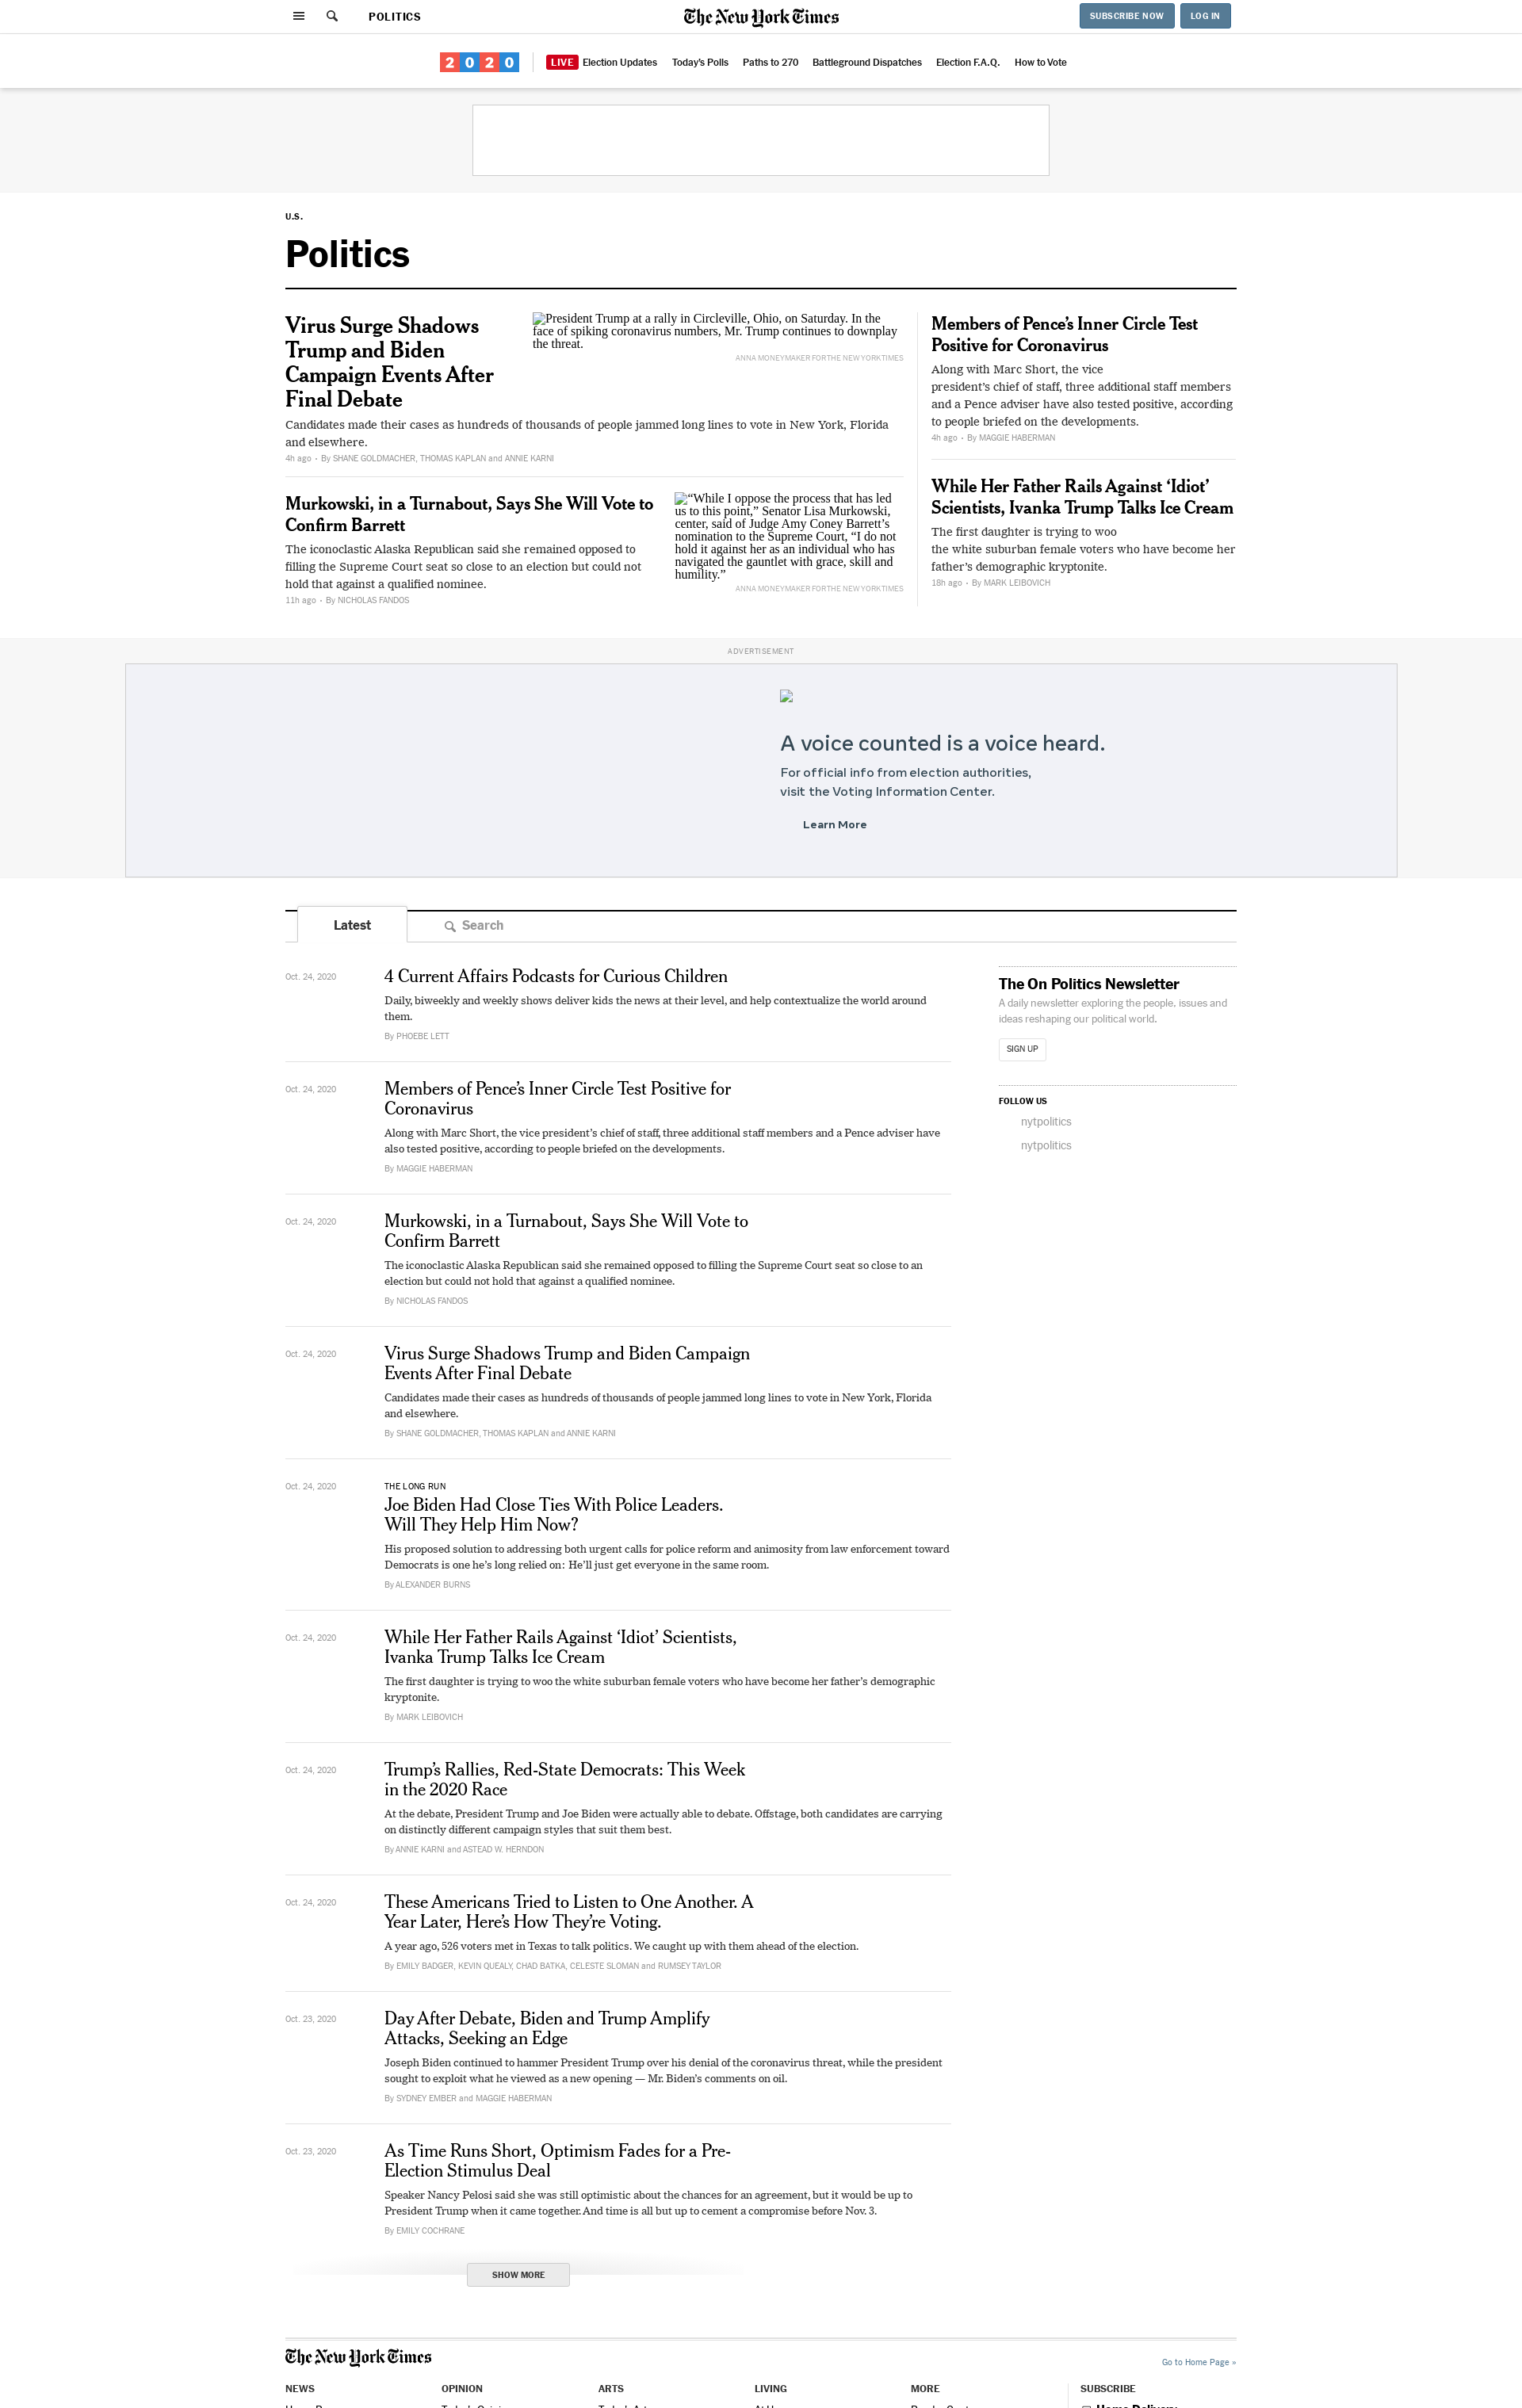 POLITICS
The New York Times
SUBSCRIBE NOW
LOG IN
2020
LIVE Election Updates
Today's Polls
Paths to 270
Battleground Dispatches
Election F.A.Q.
How to Vote
U.S.
Politics
Virus Surge Shadows
Trump and Biden
Campaign Events After
Final Debate
President Trump at a rally in Circleville, Ohio, on Saturday. In the
face of spiking coronavirus numbers, Mr. Trump continues to downplay
the threat.
ANNA MONEYMAKER FOR THE NEW YORK TIMES
Candidates made their cases as hundreds of thousands of people jammed long lines to vote in New York, Florida
and elsewhere.
4h ago • By SHANE GOLDMACHER, THOMAS KAPLAN and ANNIE KARNI
Murkowski, in a Turnabout, Says She Will Vote to
Confirm Barrett
The iconoclastic Alaska Republican said she remained opposed to
filling the Supreme Court seat so close to an election but could not
hold that against a qualified nominee.
11h ago • By NICHOLAS FANDOS
“While I oppose the process that has led
us to this point,” Senator Lisa Murkowski,
center, said of Judge Amy Coney Barrett’s
nomination to the Supreme Court, “I do not
hold it against her as an individual who has
navigated the gauntlet with grace, skill and
humility.”
ANNA MONEYMAKER FOR THE NEW YORK TIMES
Members of Pence’s Inner Circle Test
Positive for Coronavirus
Along with Marc Short, the vice
president’s chief of staff, three additional staff members
and a Pence adviser have also tested positive, according
to people briefed on the developments.
4h ago • By MAGGIE HABERMAN
While Her Father Rails Against ‘Idiot’
Scientists, Ivanka Trump Talks Ice Cream
The first daughter is trying to woo
the white suburban female voters who have become her
father’s demographic kryptonite.
18h ago • By MARK LEIBOVICH
ADVERTISEMENT
A voice counted is a voice heard.
For official info from election authorities,
visit the Voting Information Center.
Learn More
Latest
Search
Oct. 24, 2020
4 Current Affairs Podcasts for Curious Children
Daily, biweekly and weekly shows deliver kids the news at their level, and help contextualize the world around
them.
By PHOEBE LETT
Oct. 24, 2020
Members of Pence’s Inner Circle Test Positive for
Coronavirus
Along with Marc Short, the vice president’s chief of staff, three additional staff members and a Pence adviser have
also tested positive, according to people briefed on the developments.
By MAGGIE HABERMAN
Oct. 24, 2020
Murkowski, in a Turnabout, Says She Will Vote to
Confirm Barrett
The iconoclastic Alaska Republican said she remained opposed to filling the Supreme Court seat so close to an
election but could not hold that against a qualified nominee.
By NICHOLAS FANDOS
Oct. 24, 2020
Virus Surge Shadows Trump and Biden Campaign
Events After Final Debate
Candidates made their cases as hundreds of thousands of people jammed long lines to vote in New York, Florida
and elsewhere.
By SHANE GOLDMACHER, THOMAS KAPLAN and ANNIE KARNI
Oct. 24, 2020
THE LONG RUN
Joe Biden Had Close Ties With Police Leaders.
Will They Help Him Now?
His proposed solution to addressing both urgent calls for police reform and animosity from law enforcement toward
Democrats is one he’s long relied on: He’ll just get everyone in the same room.
By ALEXANDER BURNS
Oct. 24, 2020
While Her Father Rails Against ‘Idiot’ Scientists,
Ivanka Trump Talks Ice Cream
The first daughter is trying to woo the white suburban female voters who have become her father’s demographic
kryptonite.
By MARK LEIBOVICH
Oct. 24, 2020
Trump’s Rallies, Red-State Democrats: This Week
in the 2020 Race
At the debate, President Trump and Joe Biden were actually able to debate. Offstage, both candidates are carrying
on distinctly different campaign styles that suit them best.
By ANNIE KARNI and ASTEAD W. HERNDON
Oct. 24, 2020
These Americans Tried to Listen to One Another. A
Year Later, Here’s How They’re Voting.
A year ago, 526 voters met in Texas to talk politics. We caught up with them ahead of the election.
By EMILY BADGER, KEVIN QUEALY, CHAD BATKA, CELESTE SLOMAN and RUMSEY TAYLOR
Oct. 23, 2020
Day After Debate, Biden and Trump Amplify
Attacks, Seeking an Edge
Joseph Biden continued to hammer President Trump over his denial of the coronavirus threat, while the president
sought to exploit what he viewed as a new opening — Mr. Biden’s comments on oil.
By SYDNEY EMBER and MAGGIE HABERMAN
Oct. 23, 2020
As Time Runs Short, Optimism Fades for a Pre-
Election Stimulus Deal
Speaker Nancy Pelosi said she was still optimistic about the chances for an agreement, but it would be up to
President Trump when it came together. And time is all but up to cement a compromise before Nov. 3.
By EMILY COCHRANE
SHOW MORE
The On Politics Newsletter
A daily newsletter exploring the people, issues and
ideas reshaping our political world.
SIGN UP
FOLLOW US
nytpolitics
nytpolitics
The New York Times
Go to Home Page »
NEWS
OPINION
ARTS
LIVING
MORE
SUBSCRIBE